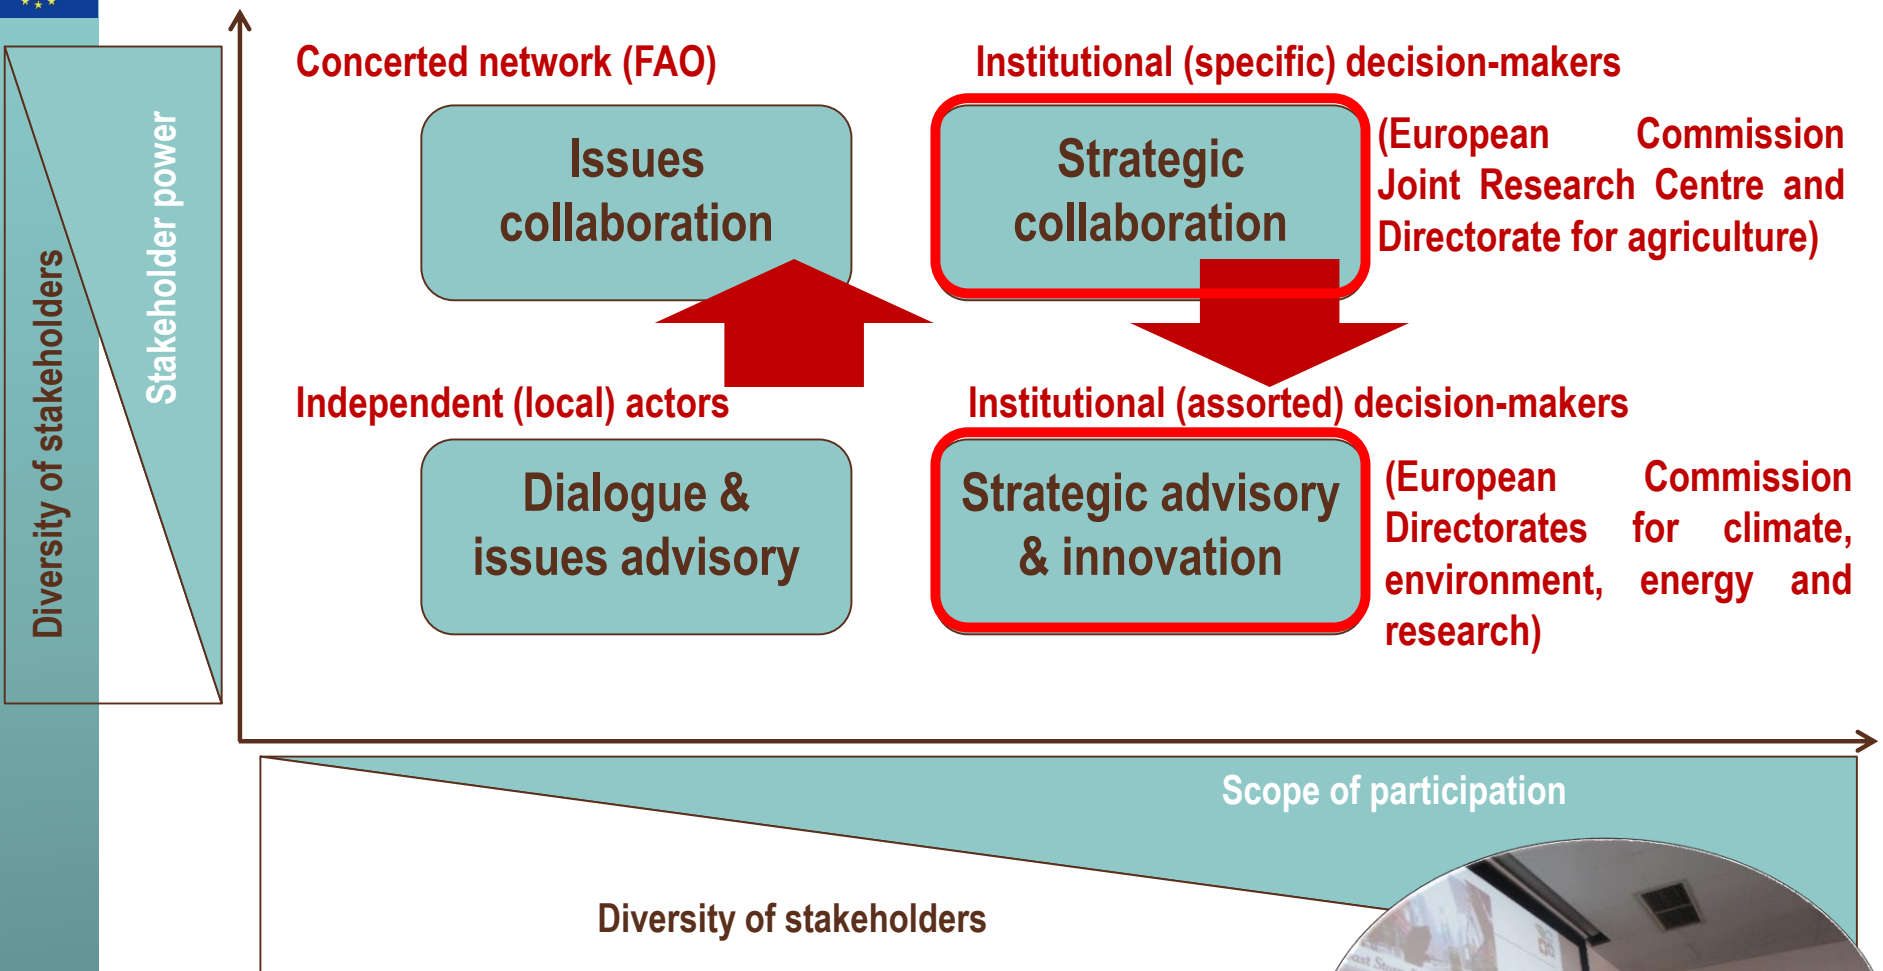 Concerted network (FAO)
Institutional (specific) decision-makers
Issues
collaboration
Strategic
collaboration
(European Commission
Joint Research Centre and
Directorate for agriculture)
Stakeholder power
Diversity of stakeholders
Independent (local) actors
Institutional (assorted) decision-makers
Dialogue &
issues advisory
Strategic advisory
& innovation
(European Commission
Directorates for climate,
environment, energy and
research)
Scope of participation
Diversity of stakeholders